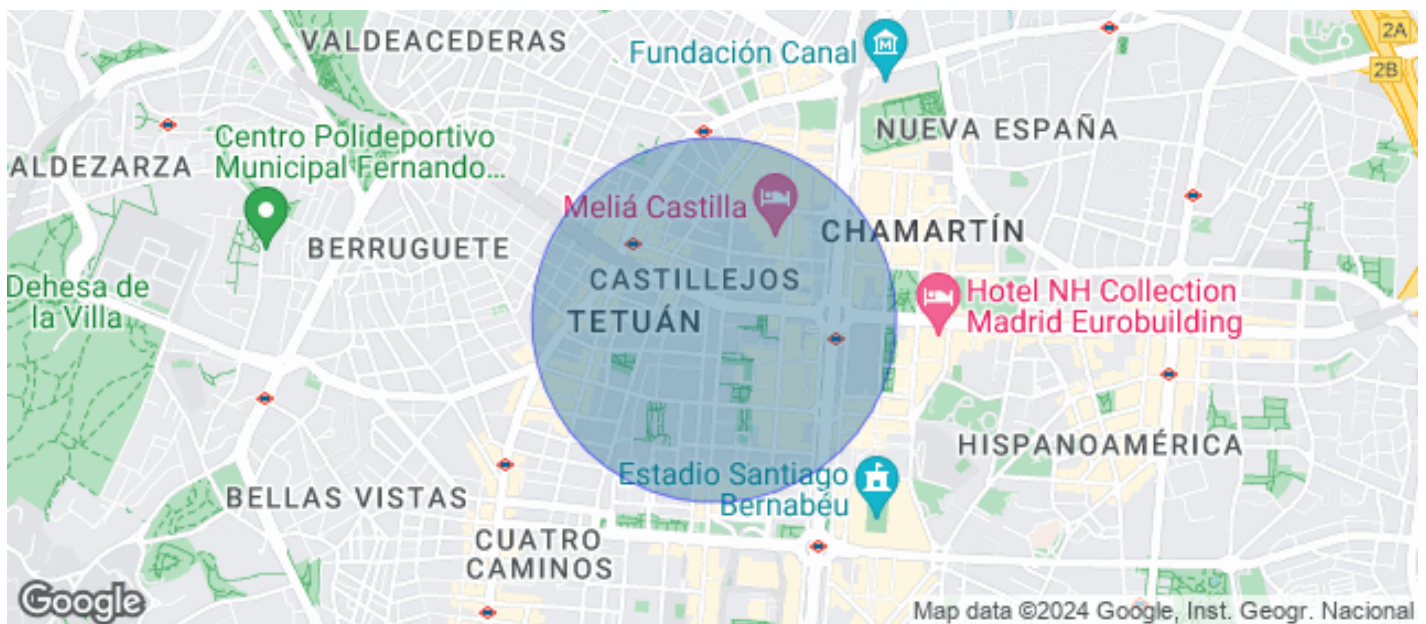 VALDEACEDERAS
Fundación Canal
2A
2B
Centro Polideportivo
Municipal Fernando...
NUEVA ESPAÑA
ALDEZARZA
Meliá Castilla
CHAMARTÍN
BERRUGUETE
CASTILLEJOS
Dehesa de
la Villa
TETUÁN
Hotel NH Collection
Madrid Eurobuilding
HISPANOAMÉRICA
Estadio Santiago
Bernabéu
BELLAS VISTAS
CUATRO
CAMINOS
Google
Map data ©2024 Google, Inst. Geogr. Nacional